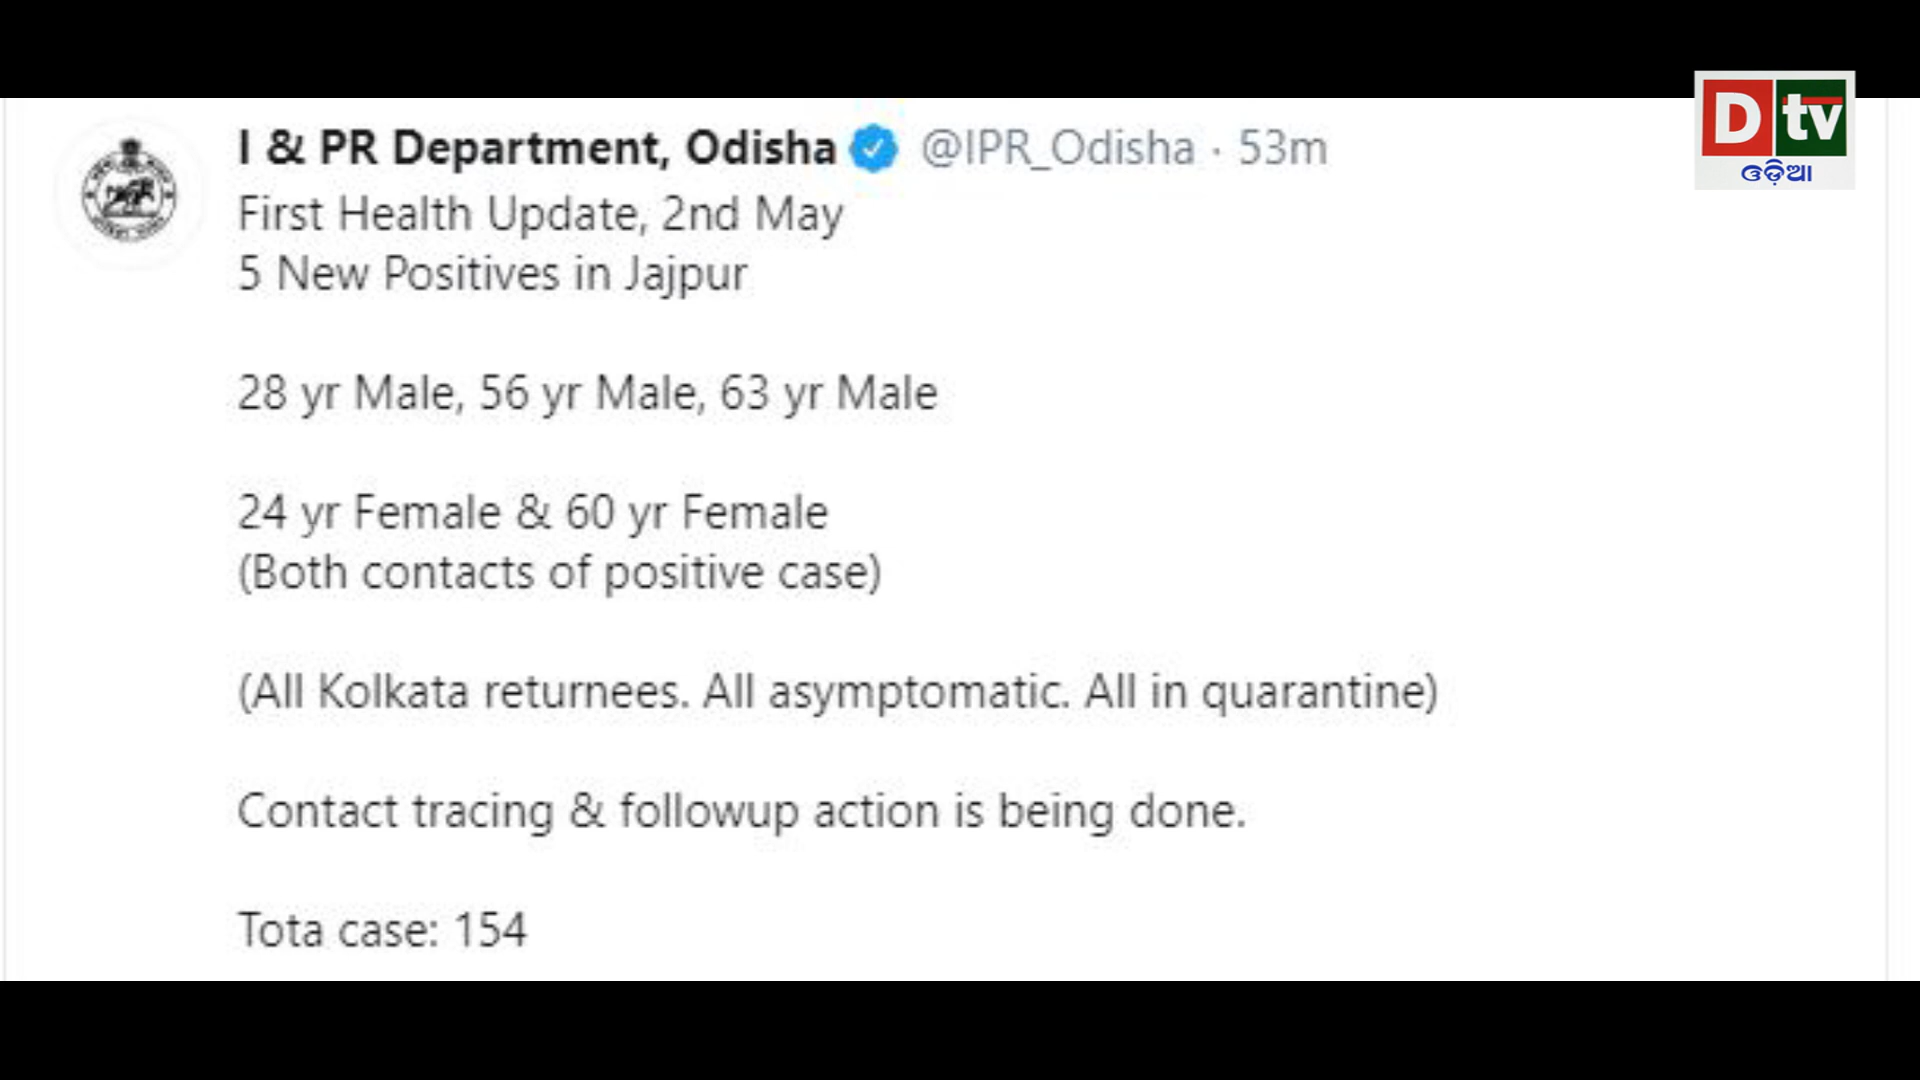 I & PR Department, Odisha @IPR_Odisha · 53m
First Health Update, 2nd May
5 New Positives in Jajpur
28 yr Male, 56 yr Male, 63 yr Male
24 yr Female & 60 yr Female
(Both contacts of positive case)
(All Kolkata returnees. All asymptomatic. All in quarantine)
Contact tracing & followup action is being done.
Tota case: 154
D tv
ଓଡ଼ିଆ